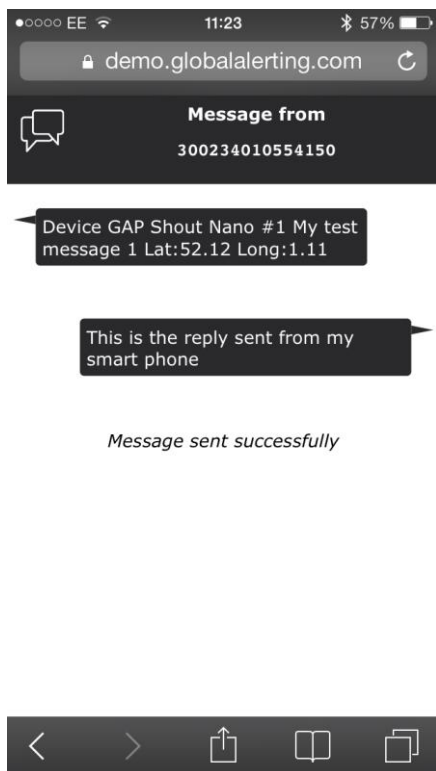 EE 11:23 57%
demo.globalalerting.com
Message from
300234010554150
Device GAP Shout Nano #1 My test
message 1 Lat:52.12 Long:1.11
This is the reply sent from my
smart phone
Message sent successfully